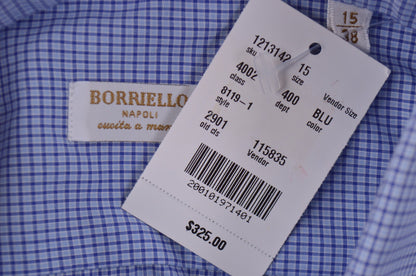 15
38
BORRIELLO
NAPOLI
cucita a man
1213142 15
sku size Vendor Size
4002 400 BLU
class dept color
8119-1
style
2901 115835
old cls Vendor
200101971401
$325.00